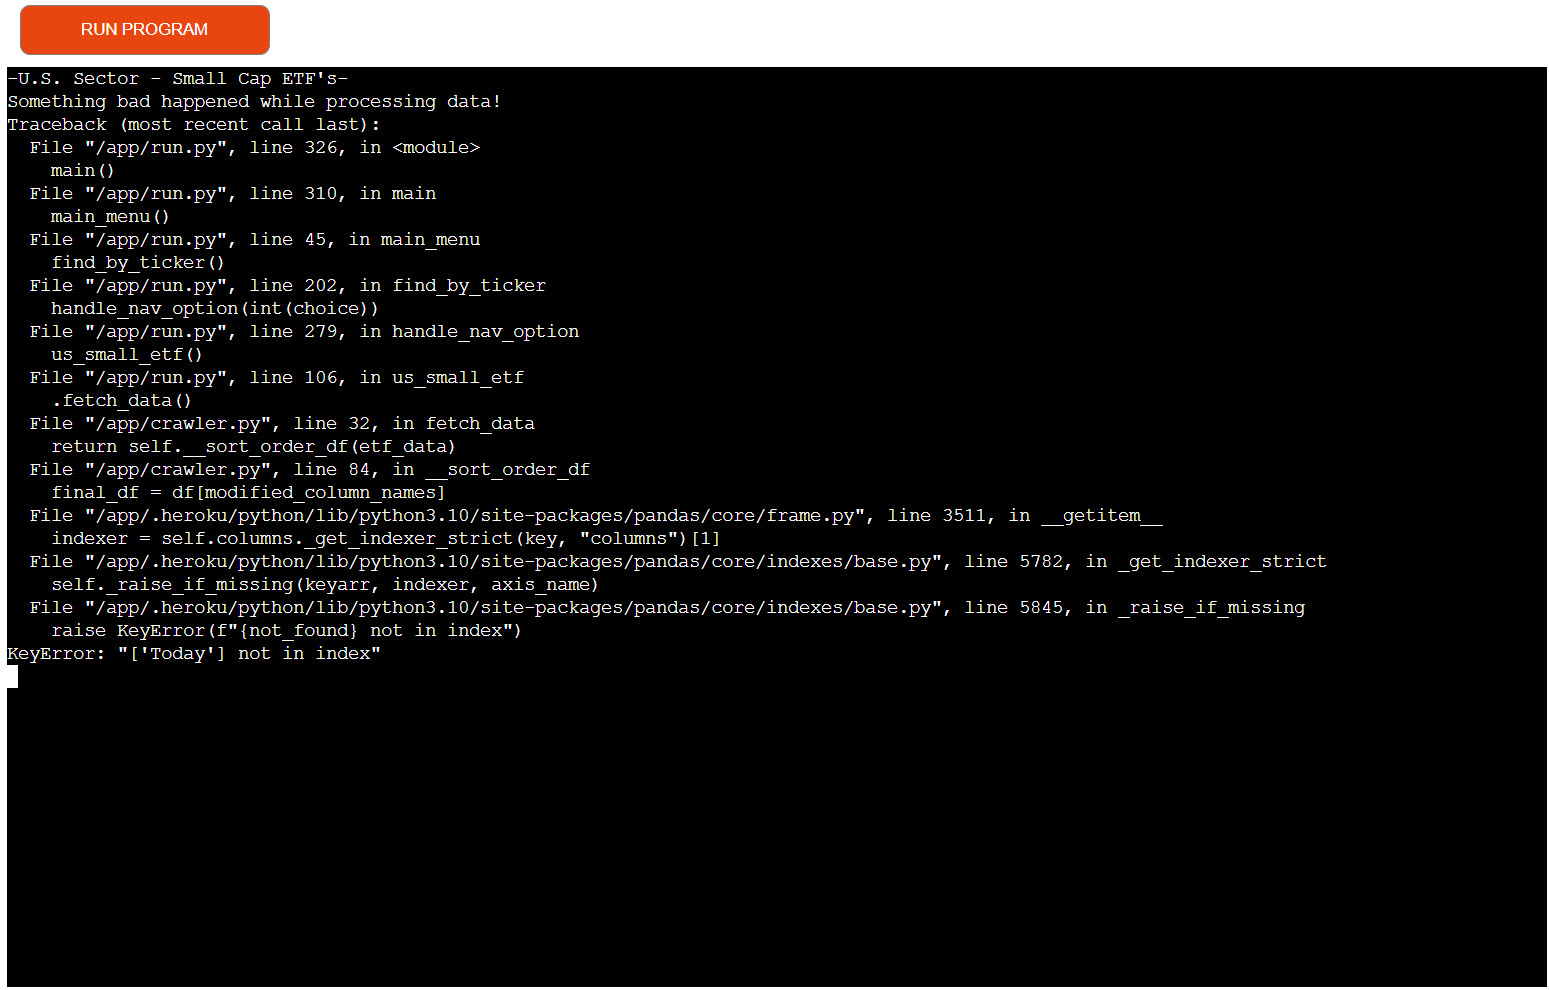 RUN PROGRAM
-U.S. Sector - Small Cap ETF's-
Something bad happened while processing data!
Traceback (most recent call last):
  File "/app/run.py", line 326, in <module>
    main()
  File "/app/run.py", line 310, in main
    main_menu()
  File "/app/run.py", line 45, in main_menu
    find_by_ticker()
  File "/app/run.py", line 202, in find_by_ticker
    handle_nav_option(int(choice))
  File "/app/run.py", line 279, in handle_nav_option
    us_small_etf()
  File "/app/run.py", line 106, in us_small_etf
    .fetch_data()
  File "/app/crawler.py", line 32, in fetch_data
    return self.__sort_order_df(etf_data)
  File "/app/crawler.py", line 84, in __sort_order_df
    final_df = df[modified_column_names]
  File "/app/.heroku/python/lib/python3.10/site-packages/pandas/core/frame.py", line 3511, in __getitem__
    indexer = self.columns._get_indexer_strict(key, "columns")[1]
  File "/app/.heroku/python/lib/python3.10/site-packages/pandas/core/indexes/base.py", line 5782, in _get_indexer_strict
    self._raise_if_missing(keyarr, indexer, axis_name)
  File "/app/.heroku/python/lib/python3.10/site-packages/pandas/core/indexes/base.py", line 5845, in _raise_if_missing
    raise KeyError(f"{not_found} not in index")
KeyError: "['Today'] not in index"